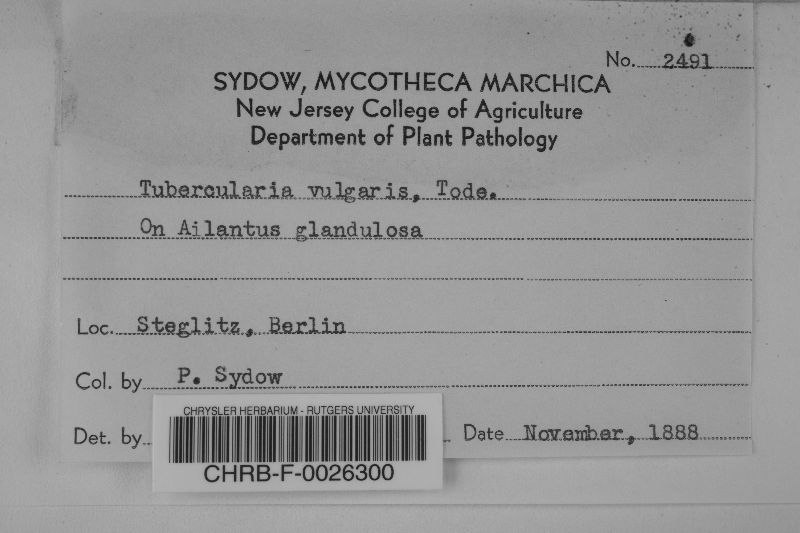 No. 2491
SYDOW, MYCOTHECA MARCHICA
New Jersey College of Agriculture
Department of Plant Pathology
Tubercularia vulgaris, Tode.
On Ailantus glandulosa
Loc. Steglitz, Berlin
Col. by P. Sydow
Det. by Date November, 1888
CHRYSLER HERBARIUM - RUTGERS UNIVERSITY
CHRB-F-0026300